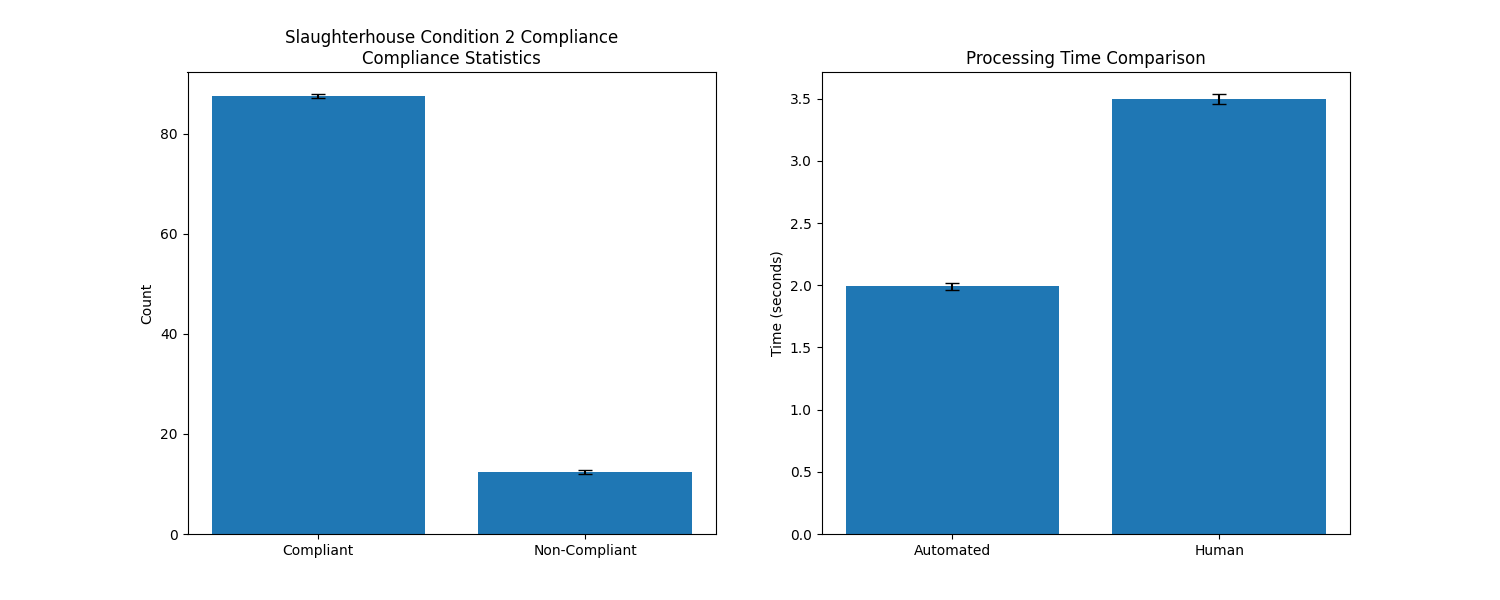 Slaughterhouse Condition 2 Compliance
Compliance Statistics
Count
80
60
40
20
0
Compliant
Non-Compliant
Processing Time Comparison
Time (seconds)
3.5
3.0
2.5
2.0
1.5
1.0
0.5
0.0
Automated
Human